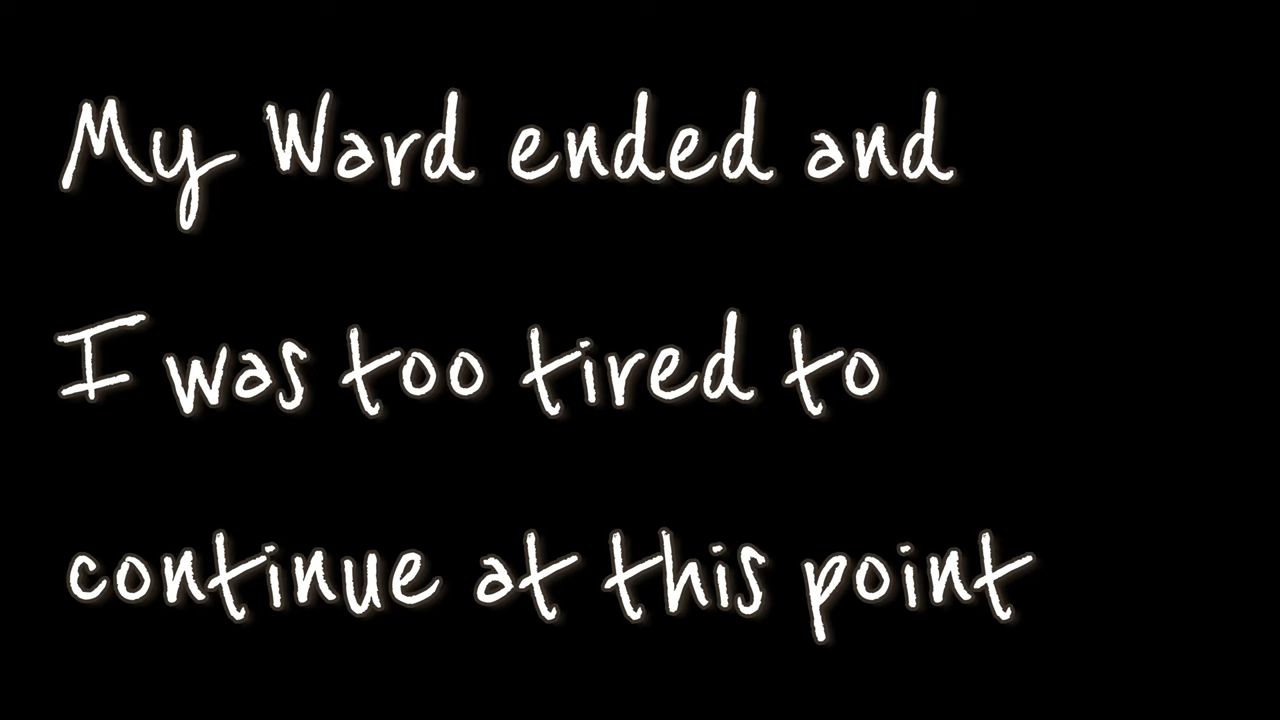 My Ward ended and
I was too tired to
continue at this point